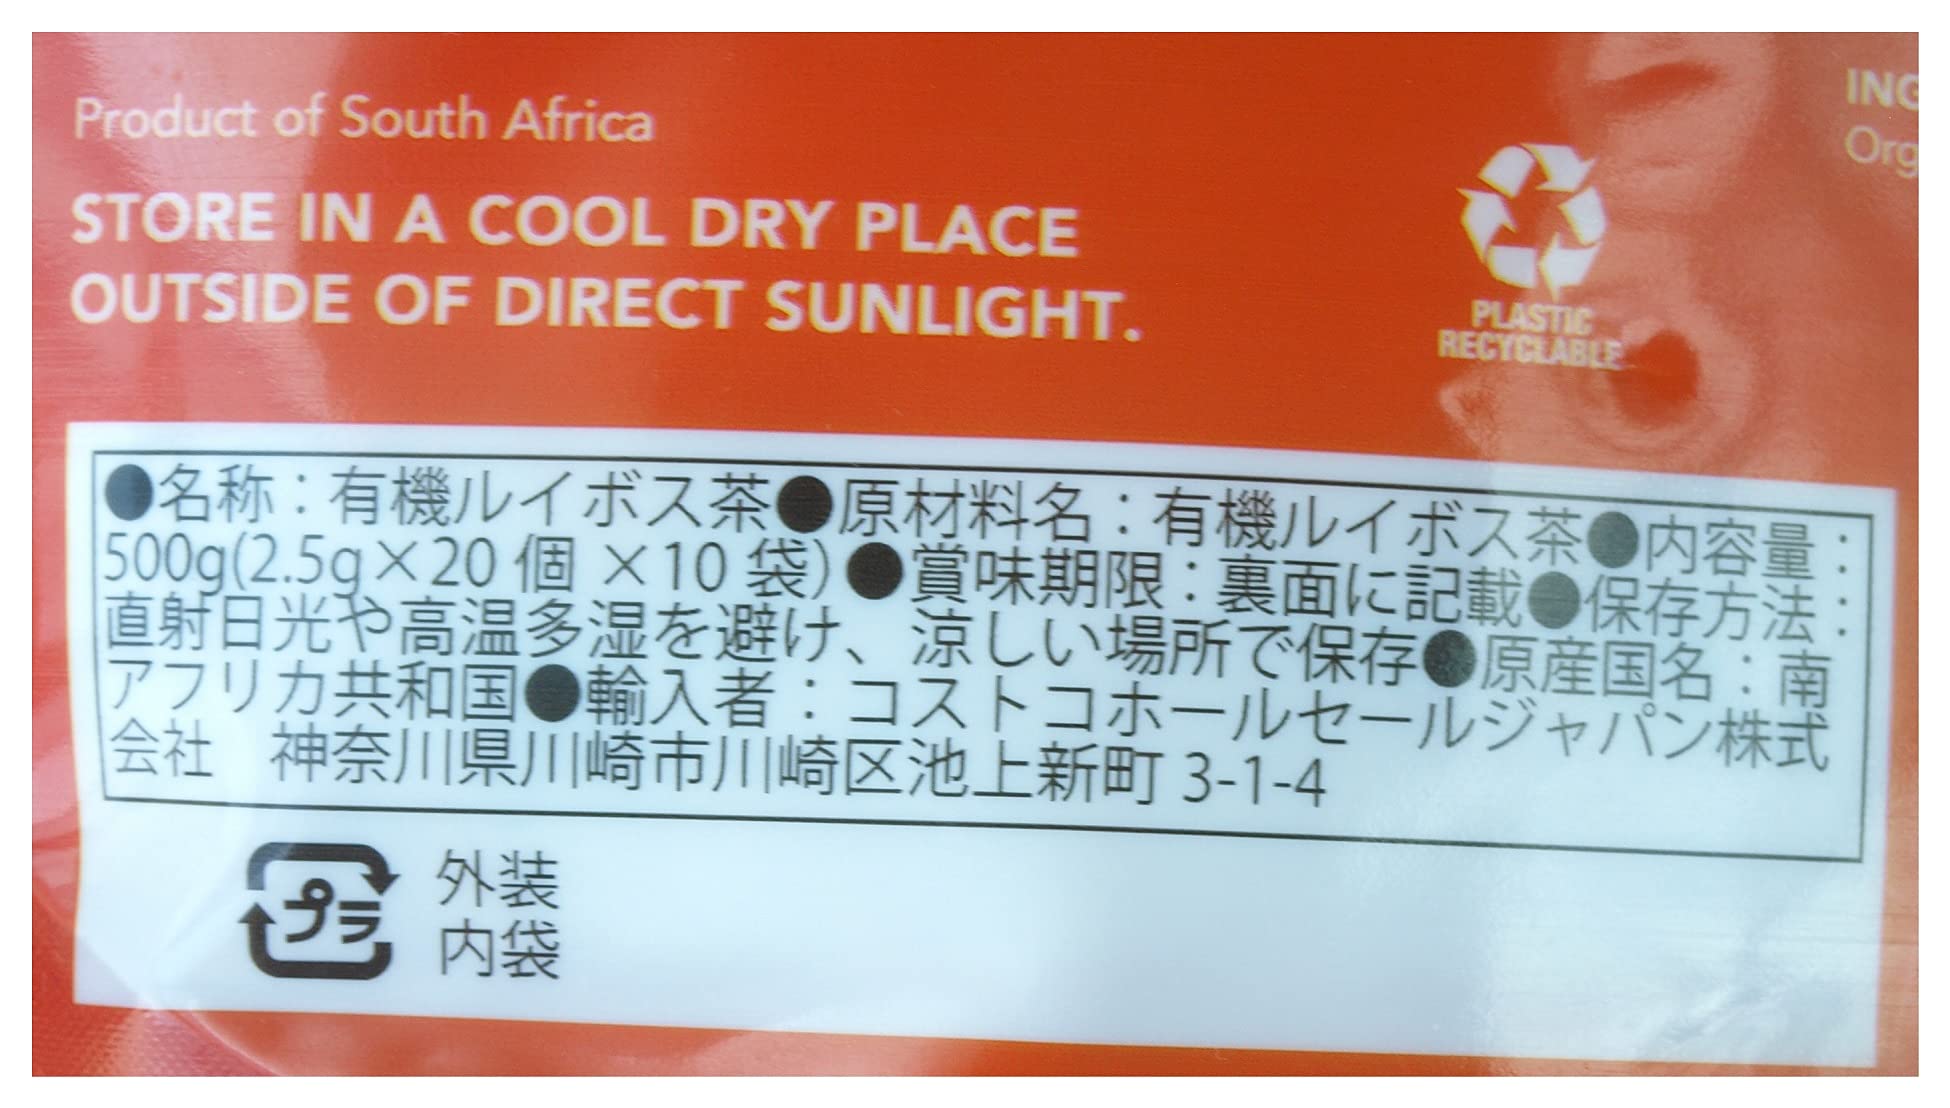 Product of South Africa
STORE IN A COOL DRY PLACE
OUTSIDE OF DIRECT SUNLIGHT.
PLASTIC
RECYCLABLE
ING
Org
●名称：有機ルイボス茶●原材料名：有機ルイボス茶●内容量：
500g(2.5g×20 個 ×10 袋)●賞味期限：裏面に記載●保存方法：
直射日光や高温多湿を避け、涼しい場所で保存●原産国名：南
アフリカ共和国●輸入者：コストコホールセールジャパン株式
会社　神奈川県川崎市川崎区池上新町 3-1-4
プラ
外装
内袋